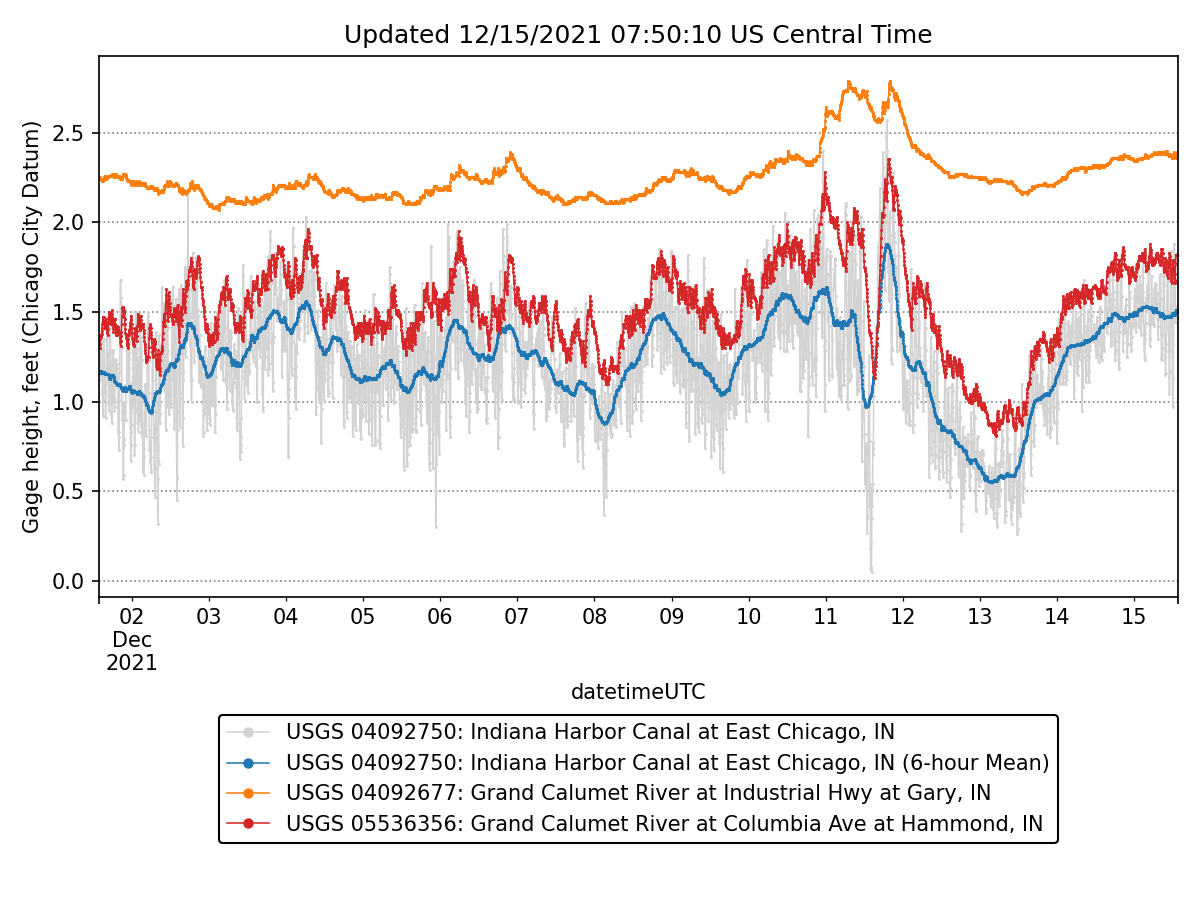 Updated 12/15/2021 07:50:10 US Central Time
Gage height, feet (Chicago City Datum)
2.5
2.0
1.5
1.0
0.5
0.0
02 03 04 05 06 07 08 09 10 11 12 13 14 15
Dec
2021
datetimeUTC
USGS 04092750: Indiana Harbor Canal at East Chicago, IN
USGS 04092750: Indiana Harbor Canal at East Chicago, IN (6-hour Mean)
USGS 04092677: Grand Calumet River at Industrial Hwy at Gary, IN
USGS 05536356: Grand Calumet River at Columbia Ave at Hammond, IN